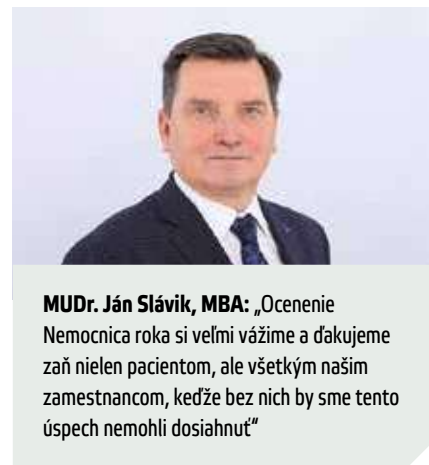 MUDr. Ján Slávik, MBA: „Ocenenie
Nemocnica roka si veľmi vážime a ďakujeme
zaň nielen pacientom, ale všetkým našim
zamestnancom, keďže bez nich by sme tento
úspech nemohli dosiahnuť“